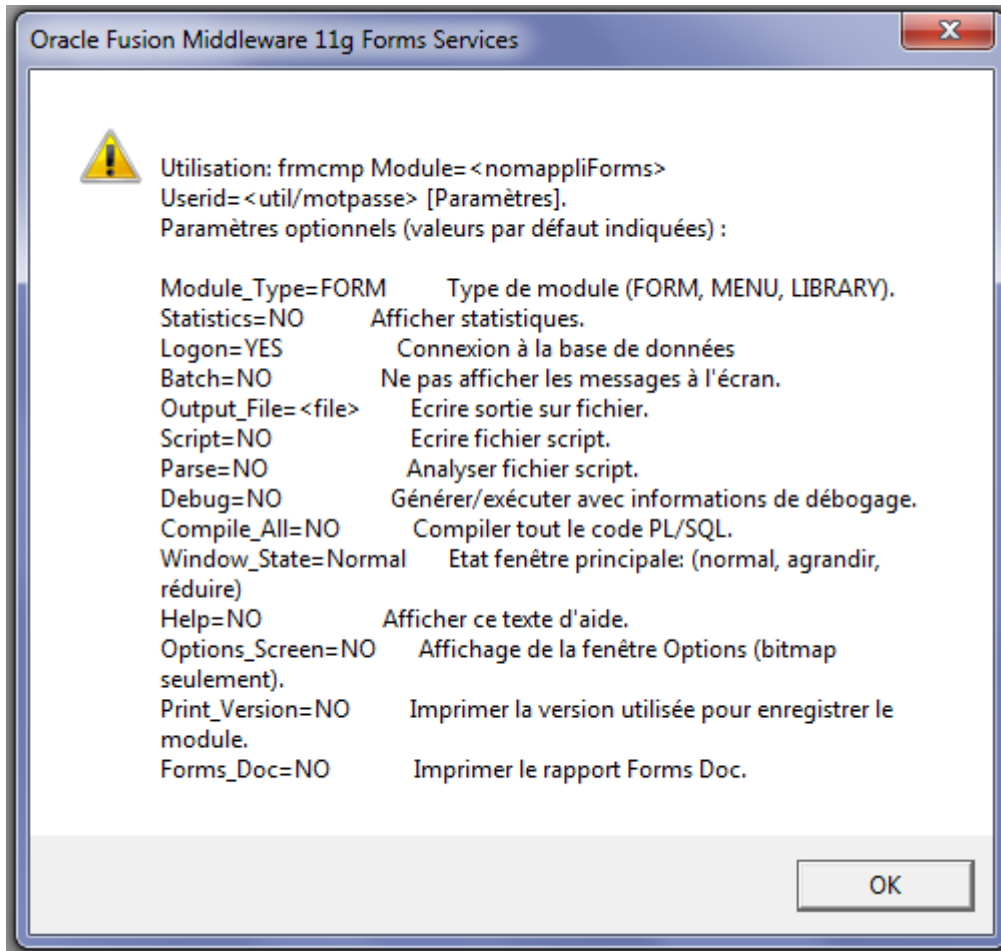 Oracle Fusion Middleware 11g Forms Services
Utilisation: frmcmp Module=<nomappliForms>
Userid=<util/motpasse> [Paramètres].
Paramètres optionnels (valeurs par défaut indiquées) :
Module_Type=FORM Type de module (FORM, MENU, LIBRARY).
Statistics=NO Afficher statistiques.
Logon=YES Connexion à la base de données
Batch=NO Ne pas afficher les messages à l'écran.
Output_File=<file> Ecrire sortie sur fichier.
Script=NO Ecrire fichier script.
Parse=NO Analyser fichier script.
Debug=NO Générer/exécuter avec informations de débogage.
Compile_All=NO Compiler tout le code PL/SQL.
Window_State=Normal Etat fenêtre principale: (normal, agrandir,
réduire)
Help=NO Afficher ce texte d'aide.
Options_Screen=NO Affichage de la fenêtre Options (bitmap
seulement).
Print_Version=NO Imprimer la version utilisée pour enregistrer le
module.
Forms_Doc=NO Imprimer le rapport Forms Doc.
OK